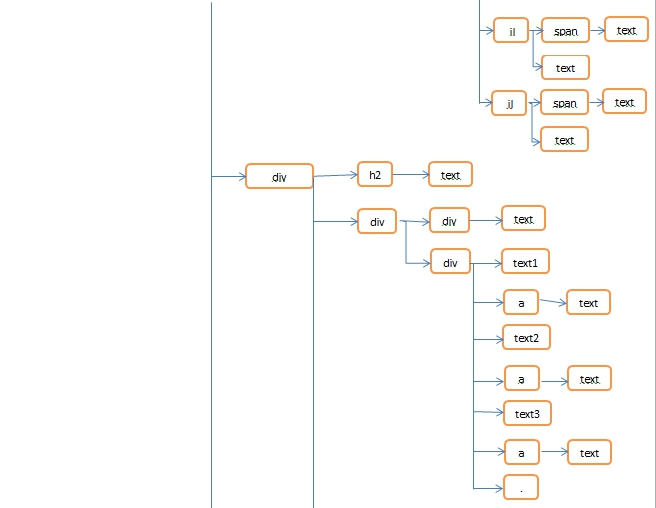 il span text
text
iJ span text
text
div h2 text
div div text
div text1
a text
text2
a text
text3
a text
.